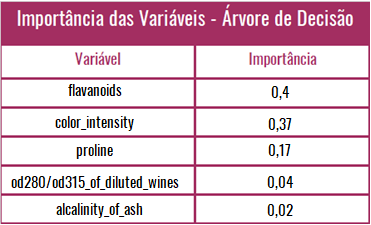 Importância das Variáveis - Árvore de Decisão
Variável Importância
flavanoids 0,4
color_intensity 0,37
proline 0,17
od280/od315_of_diluted_wines 0,04
alcalinity_of_ash 0,02